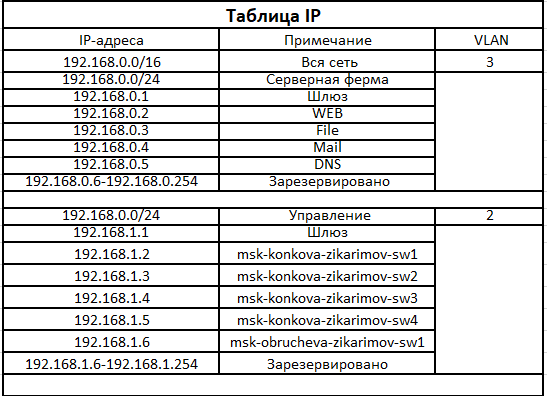 Таблица IP
IP-адреса Примечание VLAN
192.168.0.0/16 Вся сеть 3
192.168.0.0/24 Серверная ферма
192.168.0.1 Шлюз
192.168.0.2 WEB
192.168.0.3 File
192.168.0.4 Mail
192.168.0.5 DNS
192.168.0.6-192.168.0.254 Зарезервировано
192.168.0.0/24 Управление 2
192.168.1.1 Шлюз
192.168.1.2 msk-konkova-zikarimov-sw1
192.168.1.3 msk-konkova-zikarimov-sw2
192.168.1.4 msk-konkova-zikarimov-sw3
192.168.1.5 msk-konkova-zikarimov-sw4
192.168.1.6 msk-obrucheva-zikarimov-sw1
192.168.1.6-192.168.1.254 Зарезервировано